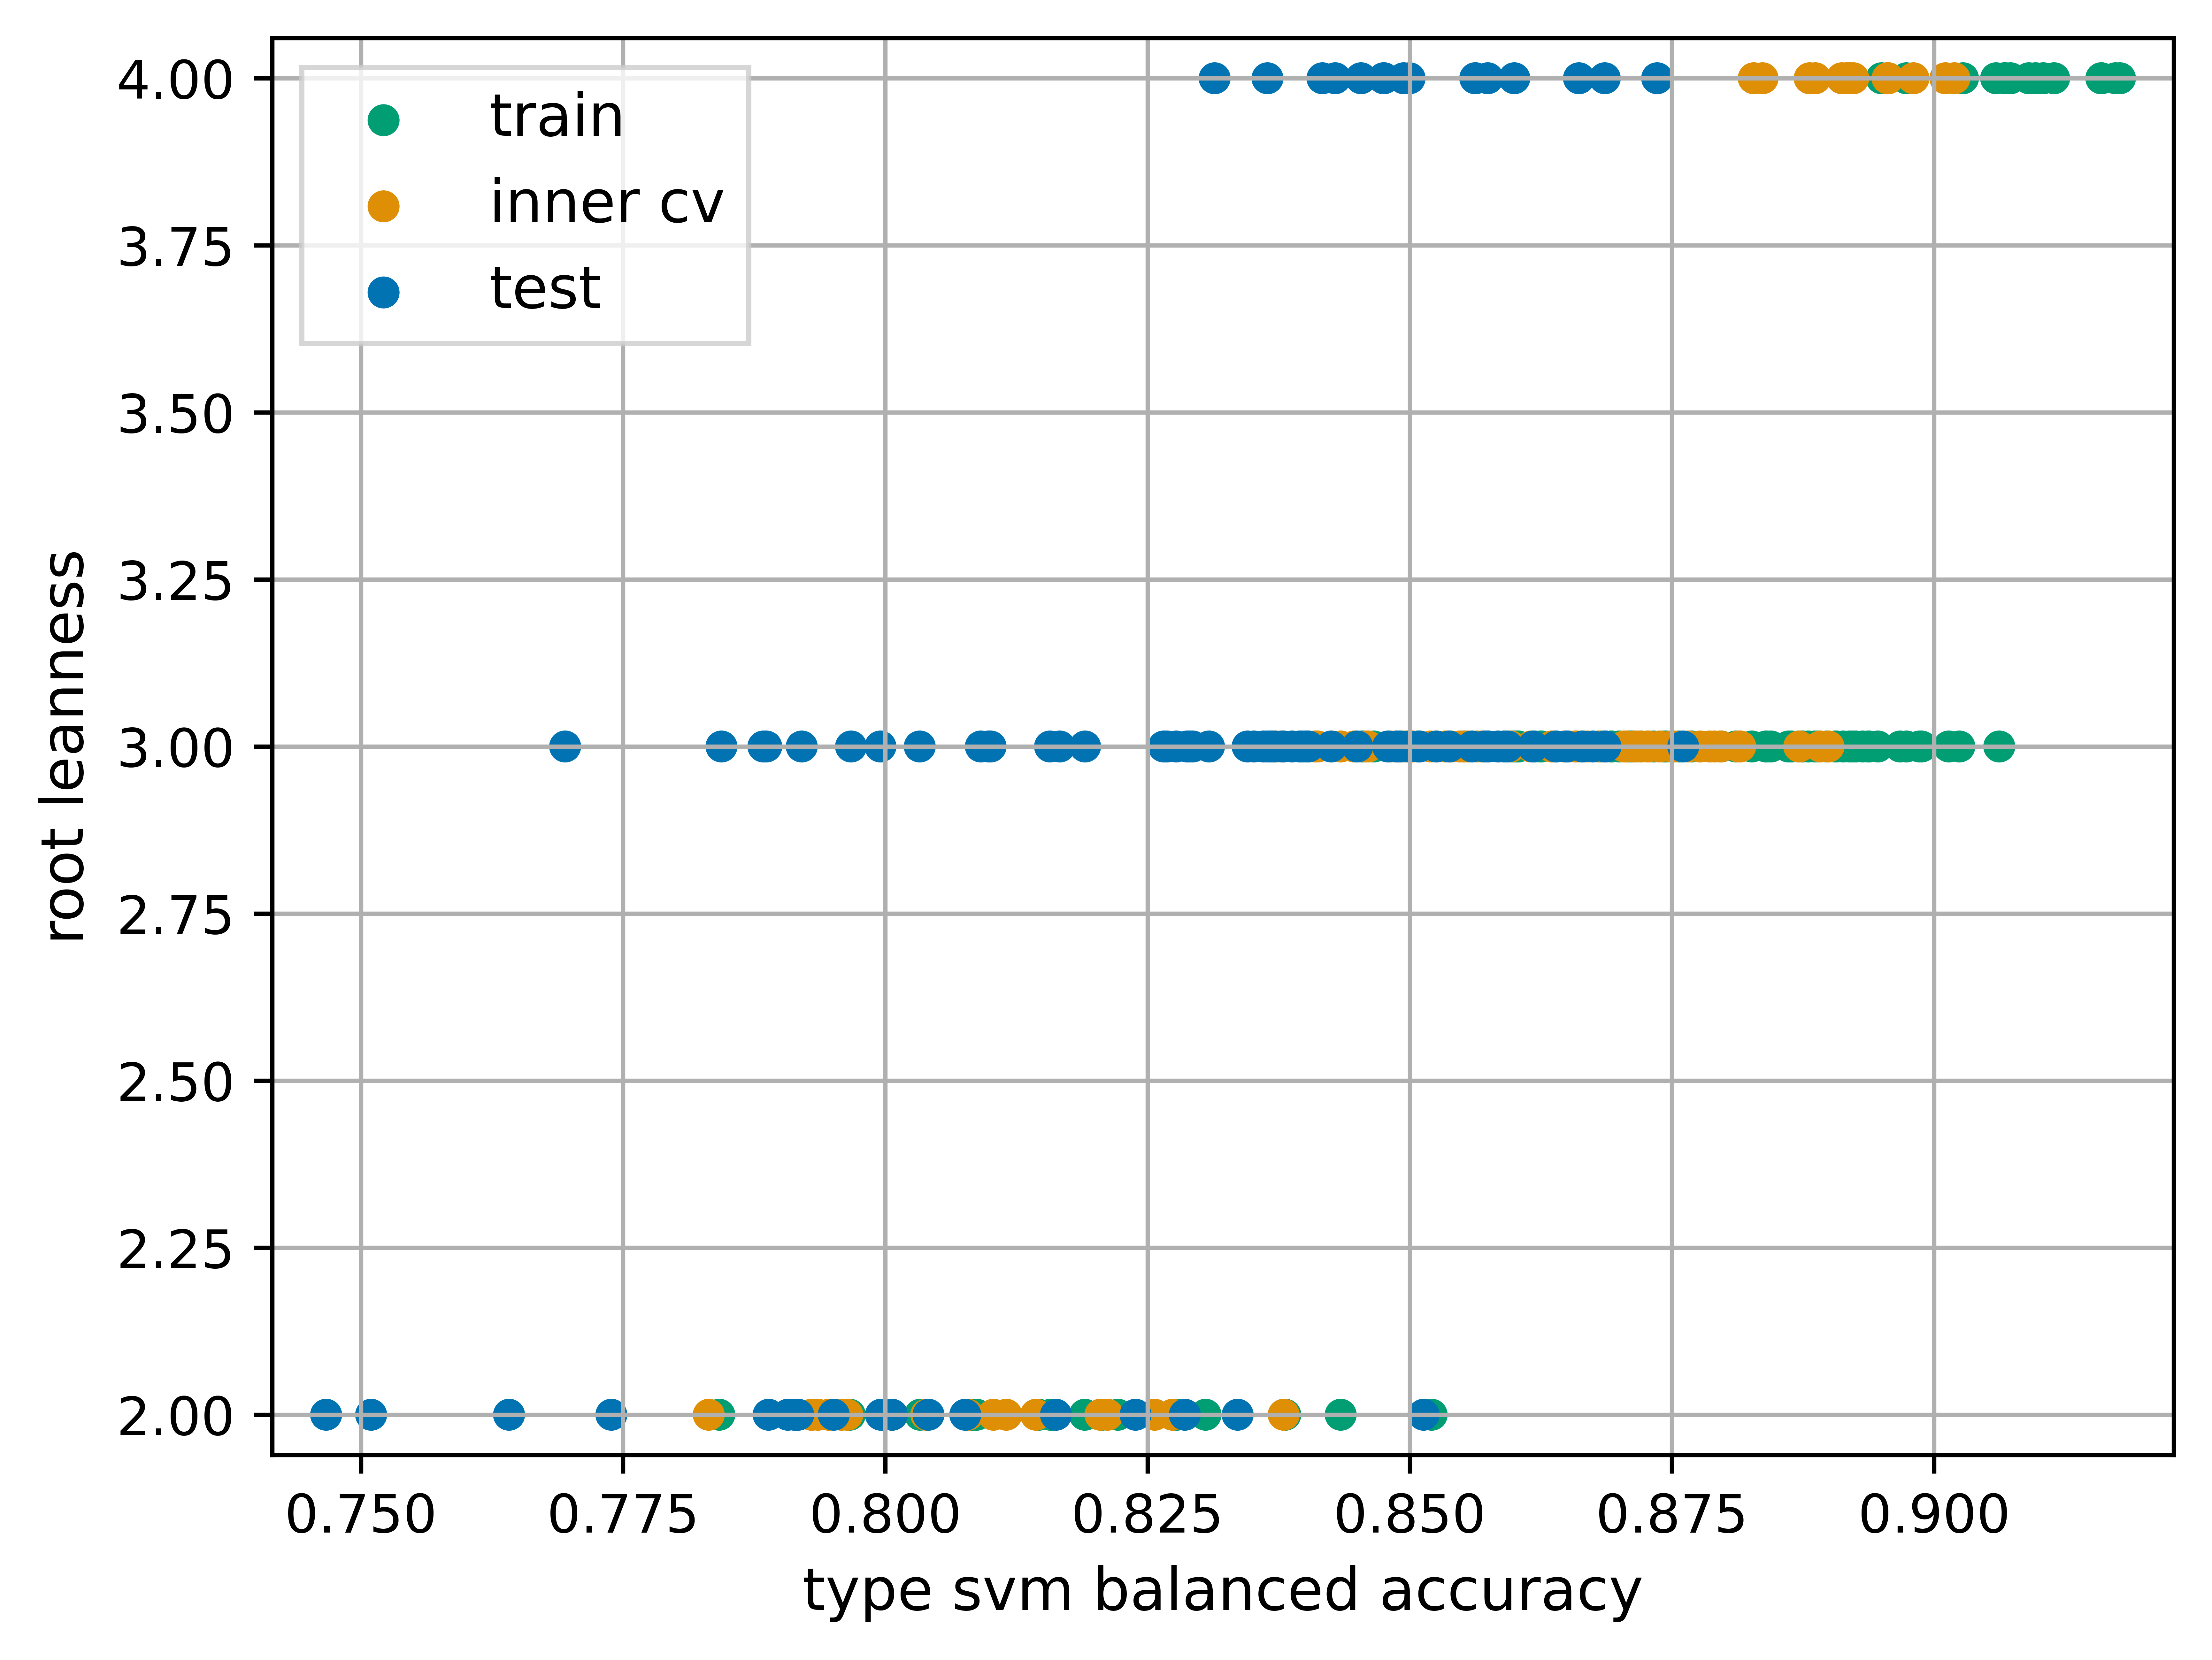 4.00
3.75
3.50
3.25
3.00
2.75
2.50
2.25
2.00
root leanness
train
inner cv
test
0.750 0.775 0.800 0.825 0.850 0.875 0.900
type svm balanced accuracy